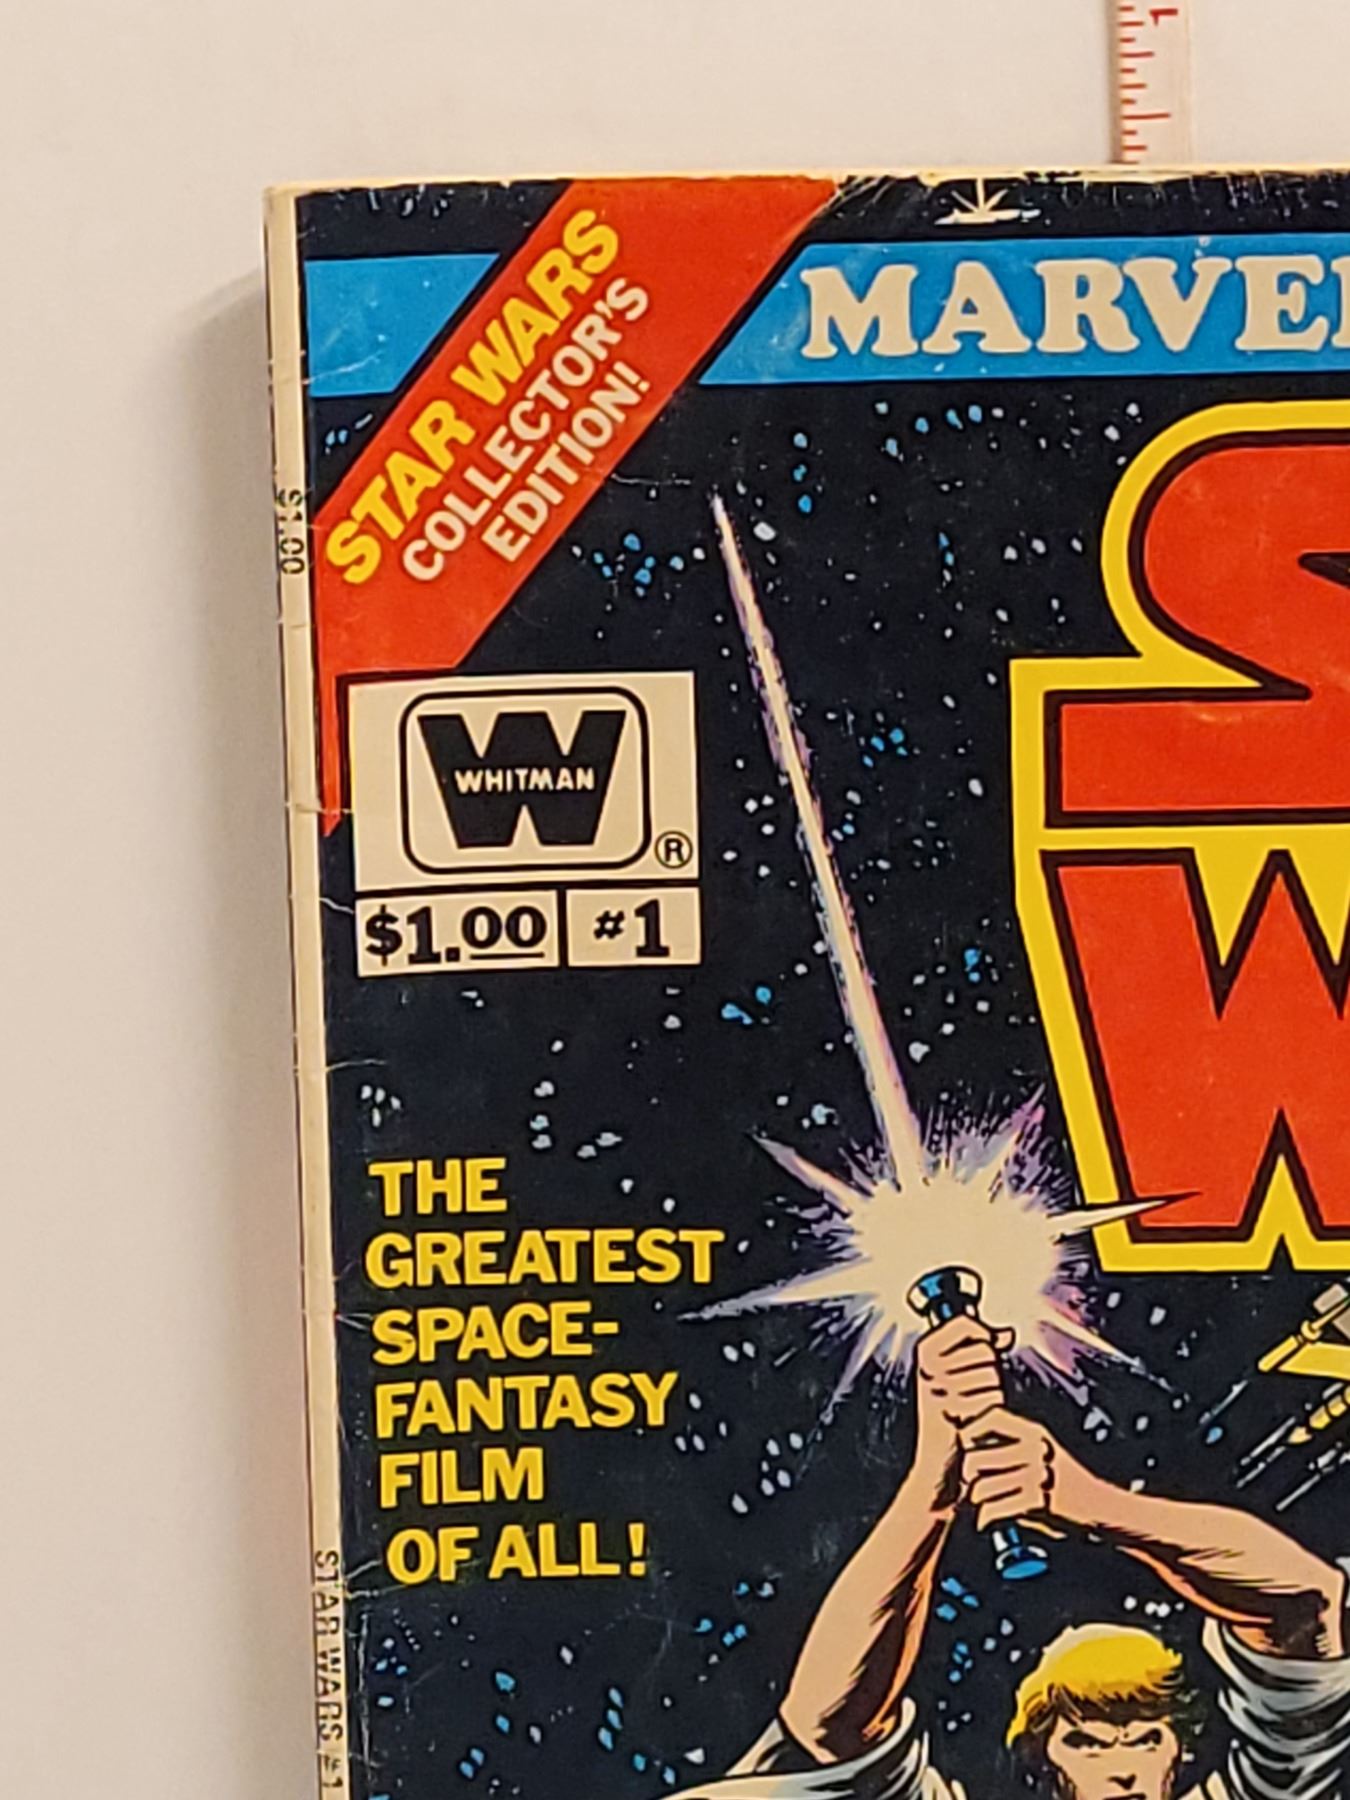 STAR WARS
COLLECTOR'S
EDITION!
MARVEL
S
W
W
WHITMAN
®
$1.00
#1
THE
GREATEST
SPACE-
FANTASY
FILM
OF ALL!
$1.00
STAR WARS #1